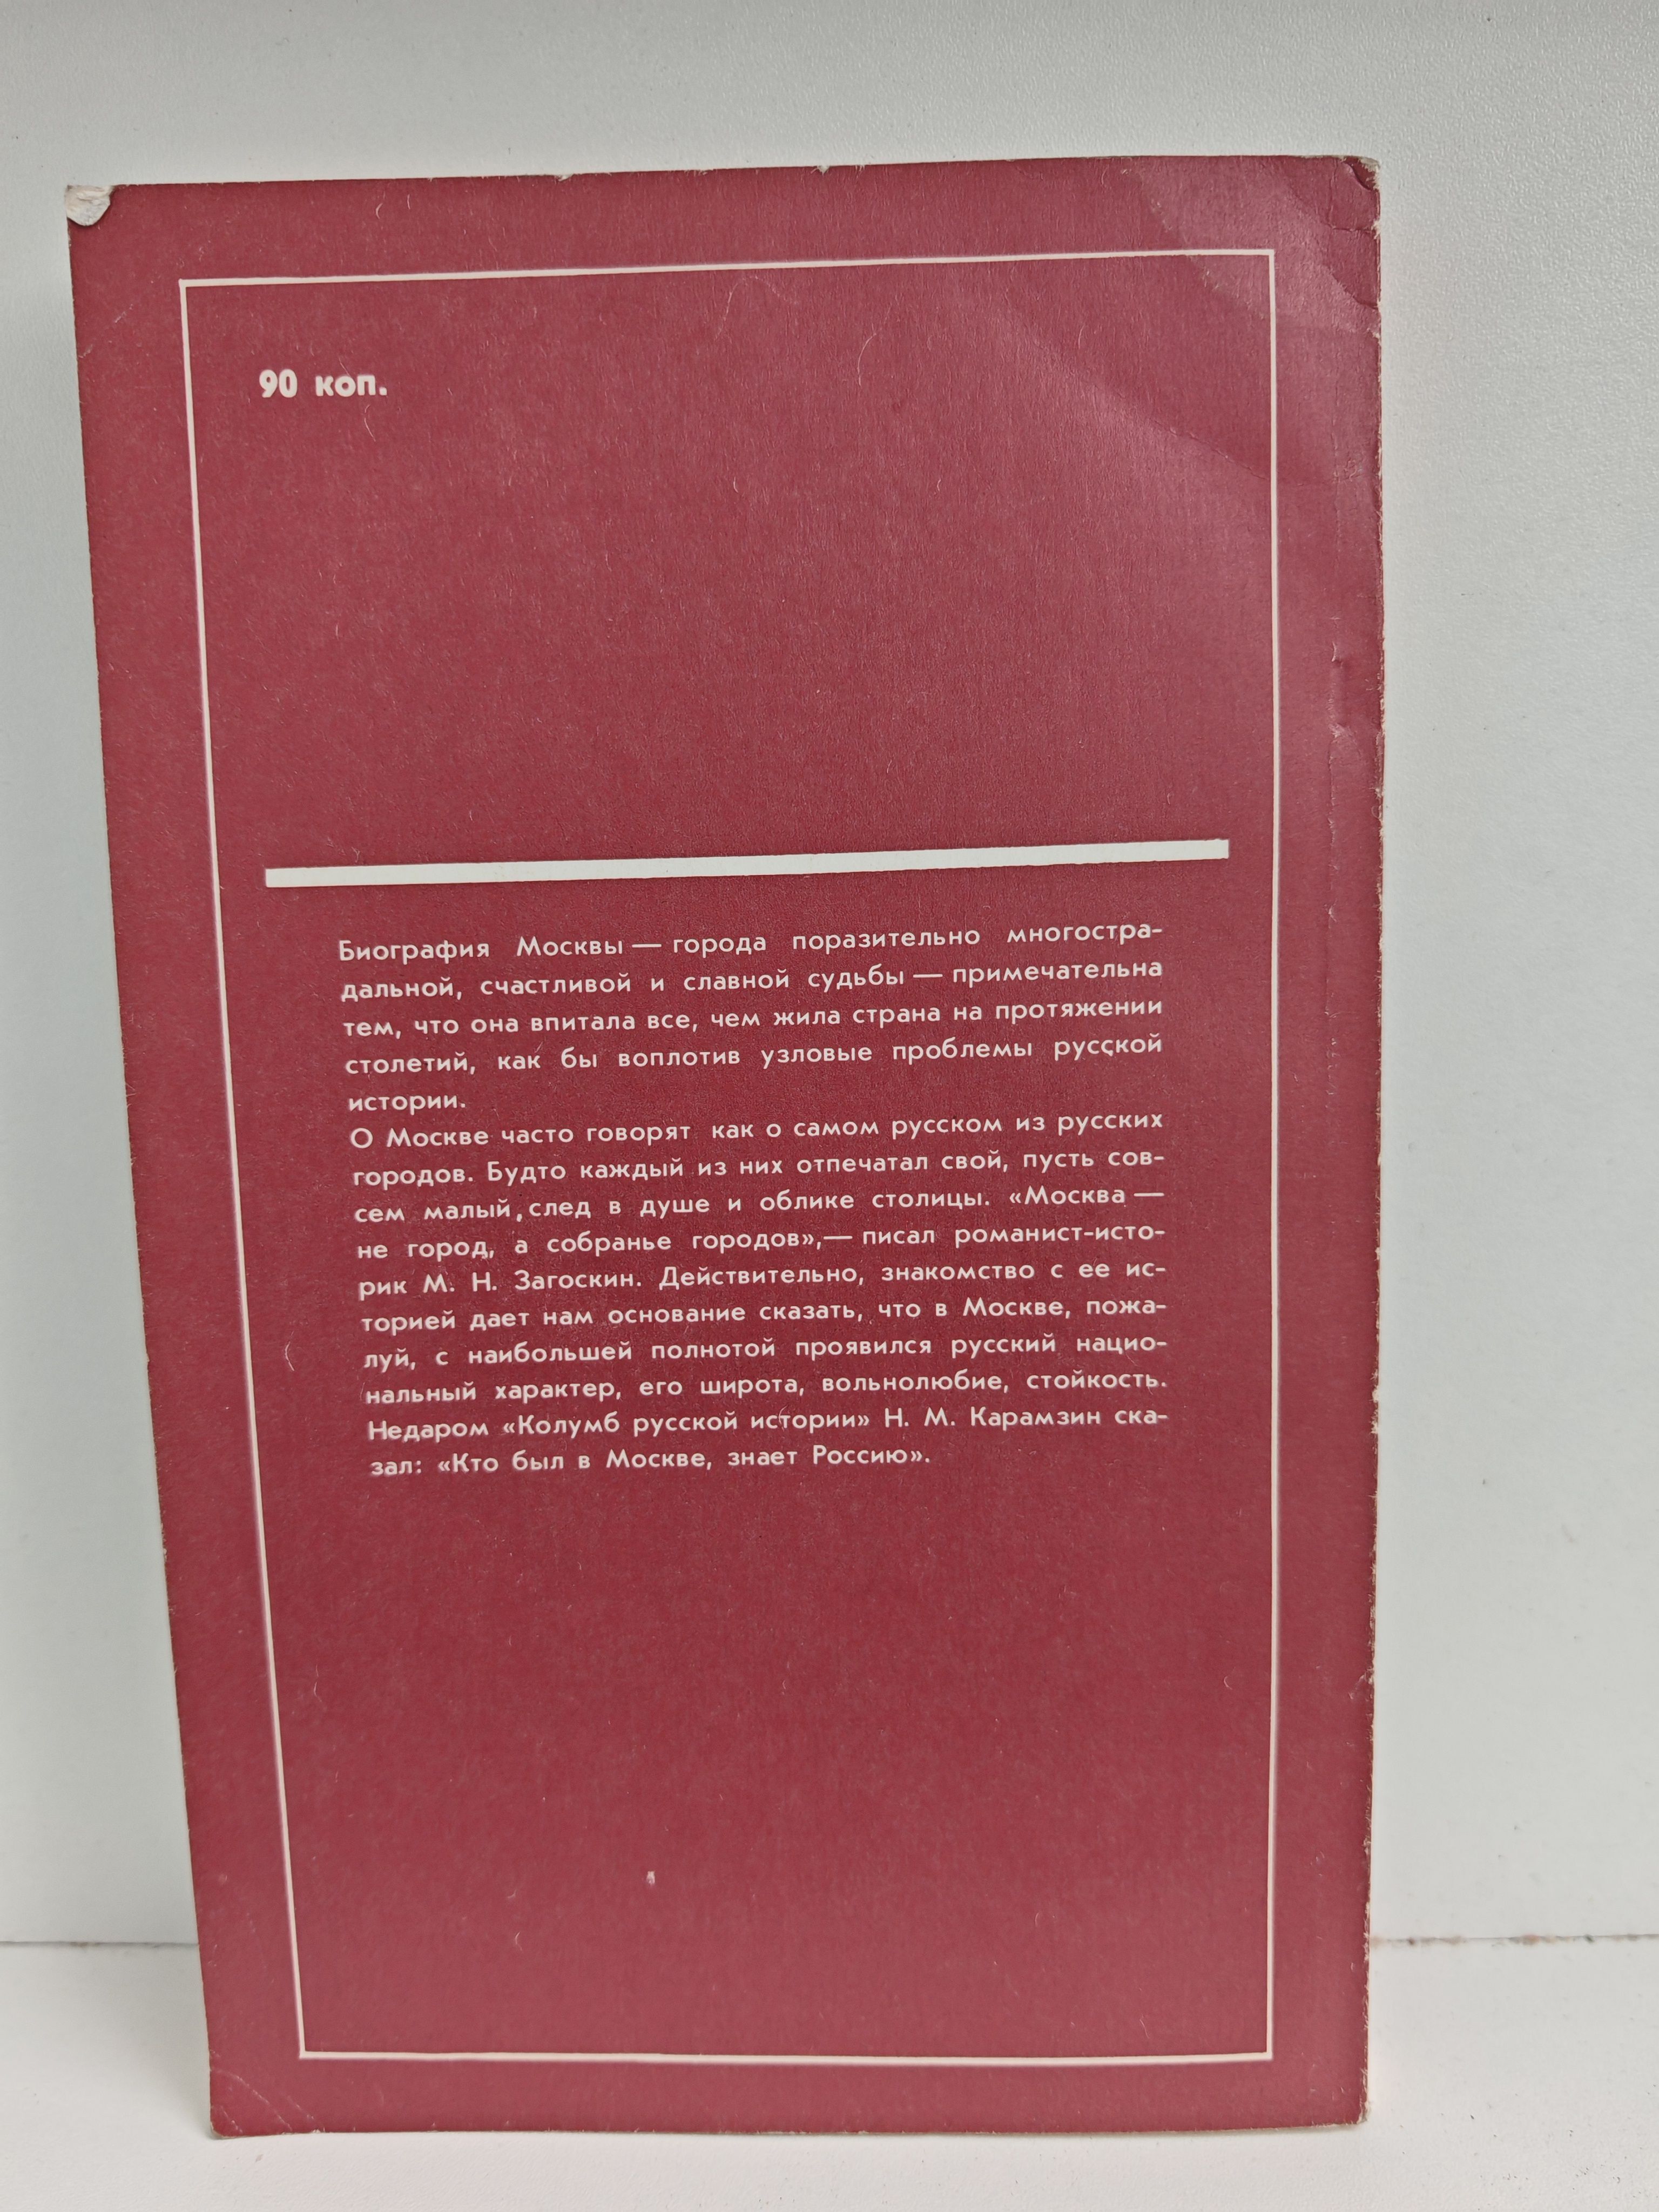 90 коп.
Биография Москвы — города поразительно многостра-
дальной, счастливой и славной судьбы — примечательна
тем, что она впитала все, чем жила страна на протяжении
столетий, как бы воплотив узловые проблемы русской
истории.
О Москве часто говорят как о самом русском из русских
городов. Будто каждый из них отпечатал свой, пусть сов-
сем малый, след в душе и облике столицы. «Москва —
не город, а собранье городов»,— писал романист-исто-
рик М. Н. Загоскин. Действительно, знакомство с ее ис-
торией дает нам основание сказать, что в Москве, пожа-
луй, с наибольшей полнотой проявился русский нацио-
нальный характер, его широта, вольнолюбие, стойкость.
Недаром «Колумб русской истории» Н. М. Карамзин ска-
зал: «Кто был в Москве, знает Россию».